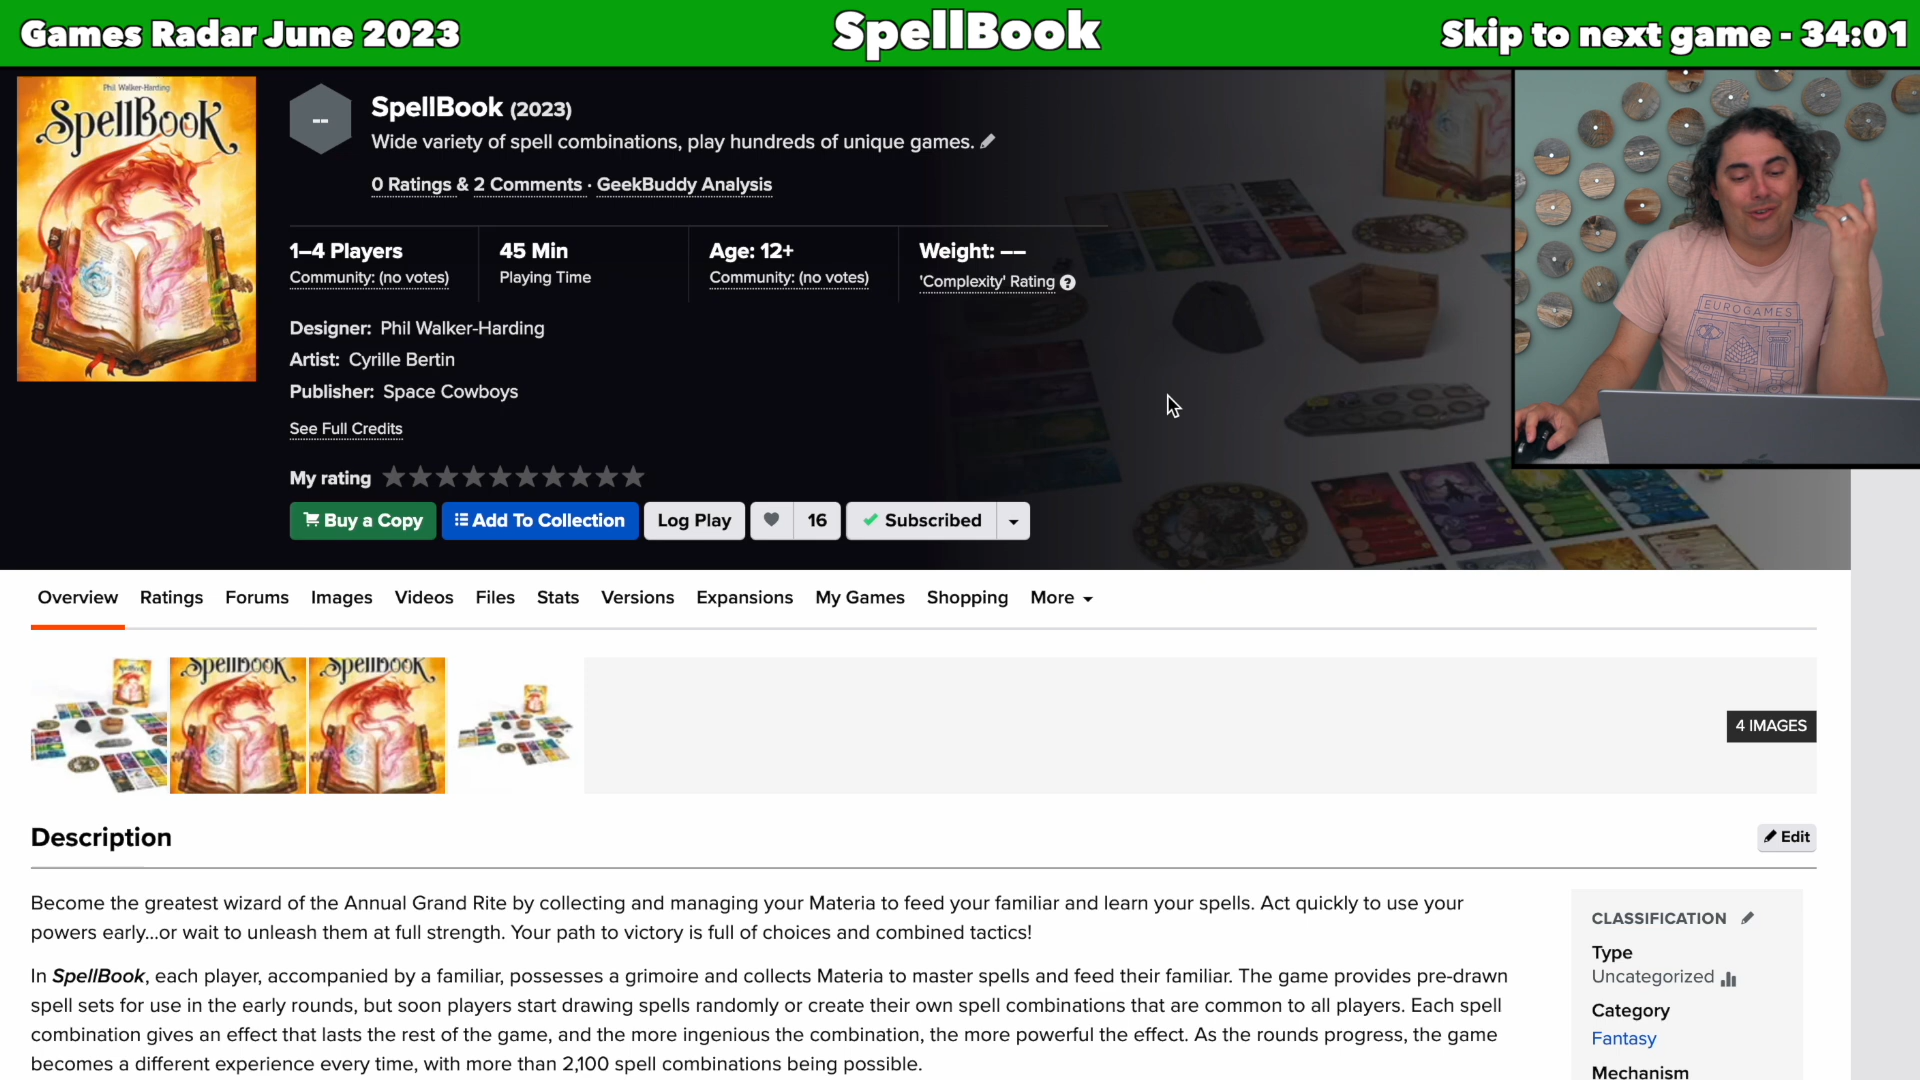 Games Radar June 2023
SpellBook
Skip to next game - 34:01
Phil Walker-Harding
SpellBook
--
SpellBook (2023)
Wide variety of spell combinations, play hundreds of unique games.
0 Ratings & 2 Comments · GeekBuddy Analysis
1–4 Players
Community: (no votes)
45 Min
Playing Time
Age: 12+
Community: (no votes)
Weight: ––
'Complexity' Rating ?
Designer: Phil Walker-Harding
Artist: Cyrille Bertin
Publisher: Space Cowboys
See Full Credits
My rating
Buy a Copy
Add To Collection
Log Play
16
Subscribed
EUROGAMES
Overview
Ratings
Forums
Images
Videos
Files
Stats
Versions
Expansions
My Games
Shopping
More
SpellBook
SpellBook
4 IMAGES
Description
Edit
Become the greatest wizard of the Annual Grand Rite by collecting and managing your Materia to feed your familiar and learn your spells. Act quickly to use your
powers early...or wait to unleash them at full strength. Your path to victory is full of choices and combined tactics!
In SpellBook, each player, accompanied by a familiar, possesses a grimoire and collects Materia to master spells and feed their familiar. The game provides pre-drawn
spell sets for use in the early rounds, but soon players start drawing spells randomly or create their own spell combinations that are common to all players. Each spell
combination gives an effect that lasts the rest of the game, and the more ingenious the combination, the more powerful the effect. As the rounds progress, the game
becomes a different experience every time, with more than 2,100 spell combinations being possible.
CLASSIFICATION
Type
Uncategorized
Category
Fantasy
Mechanism